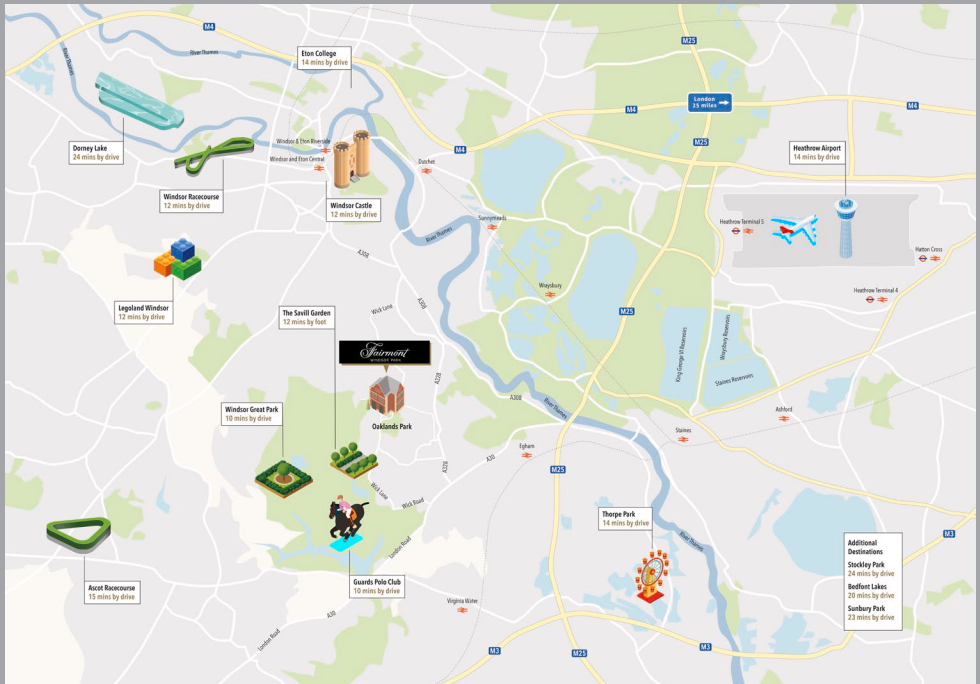 M4
River Thames
River Thames
Eton College
14 mins by drive
M25
London
35 miles
M4
M4
M4
M25
Dorney Lake
24 mins by drive
Windsor & Eton Riverside
Windsor and Eton Central
Datchet
Heathrow Airport
14 mins by drive
Windsor Racecourse
12 mins by drive
Windsor Castle
12 mins by drive
Sunnymeads
River Thames
Heathrow Terminal 5
Hatton Cross
A308
Wraysbury
Heathrow Terminal 4
Legoland Windsor
12 mins by drive
The Savill Garden
12 mins by foot
Wick Lane
A308
M25
King George VI Reservoirs
Wraysbury Reservoirs
Staines Reservoirs
Fairmont
WINDSOR PARK
A328
A308
River Thames
Oaklands Park
Windsor Great Park
10 mins by drive
Ashford
Staines
Egham
A30
A328
M25
Wick Lane
Wick Road
Thorpe Park
14 mins by drive
River Thames
M3
London Road
Additional
Destinations
Stockley Park
24 mins by drive
Bedfont Lakes
20 mins by drive
Sunbury Park
23 mins by drive
Ascot Racecourse
15 mins by drive
Guards Polo Club
10 mins by drive
Virginia Water
A30
London Road
M3
M25
M3